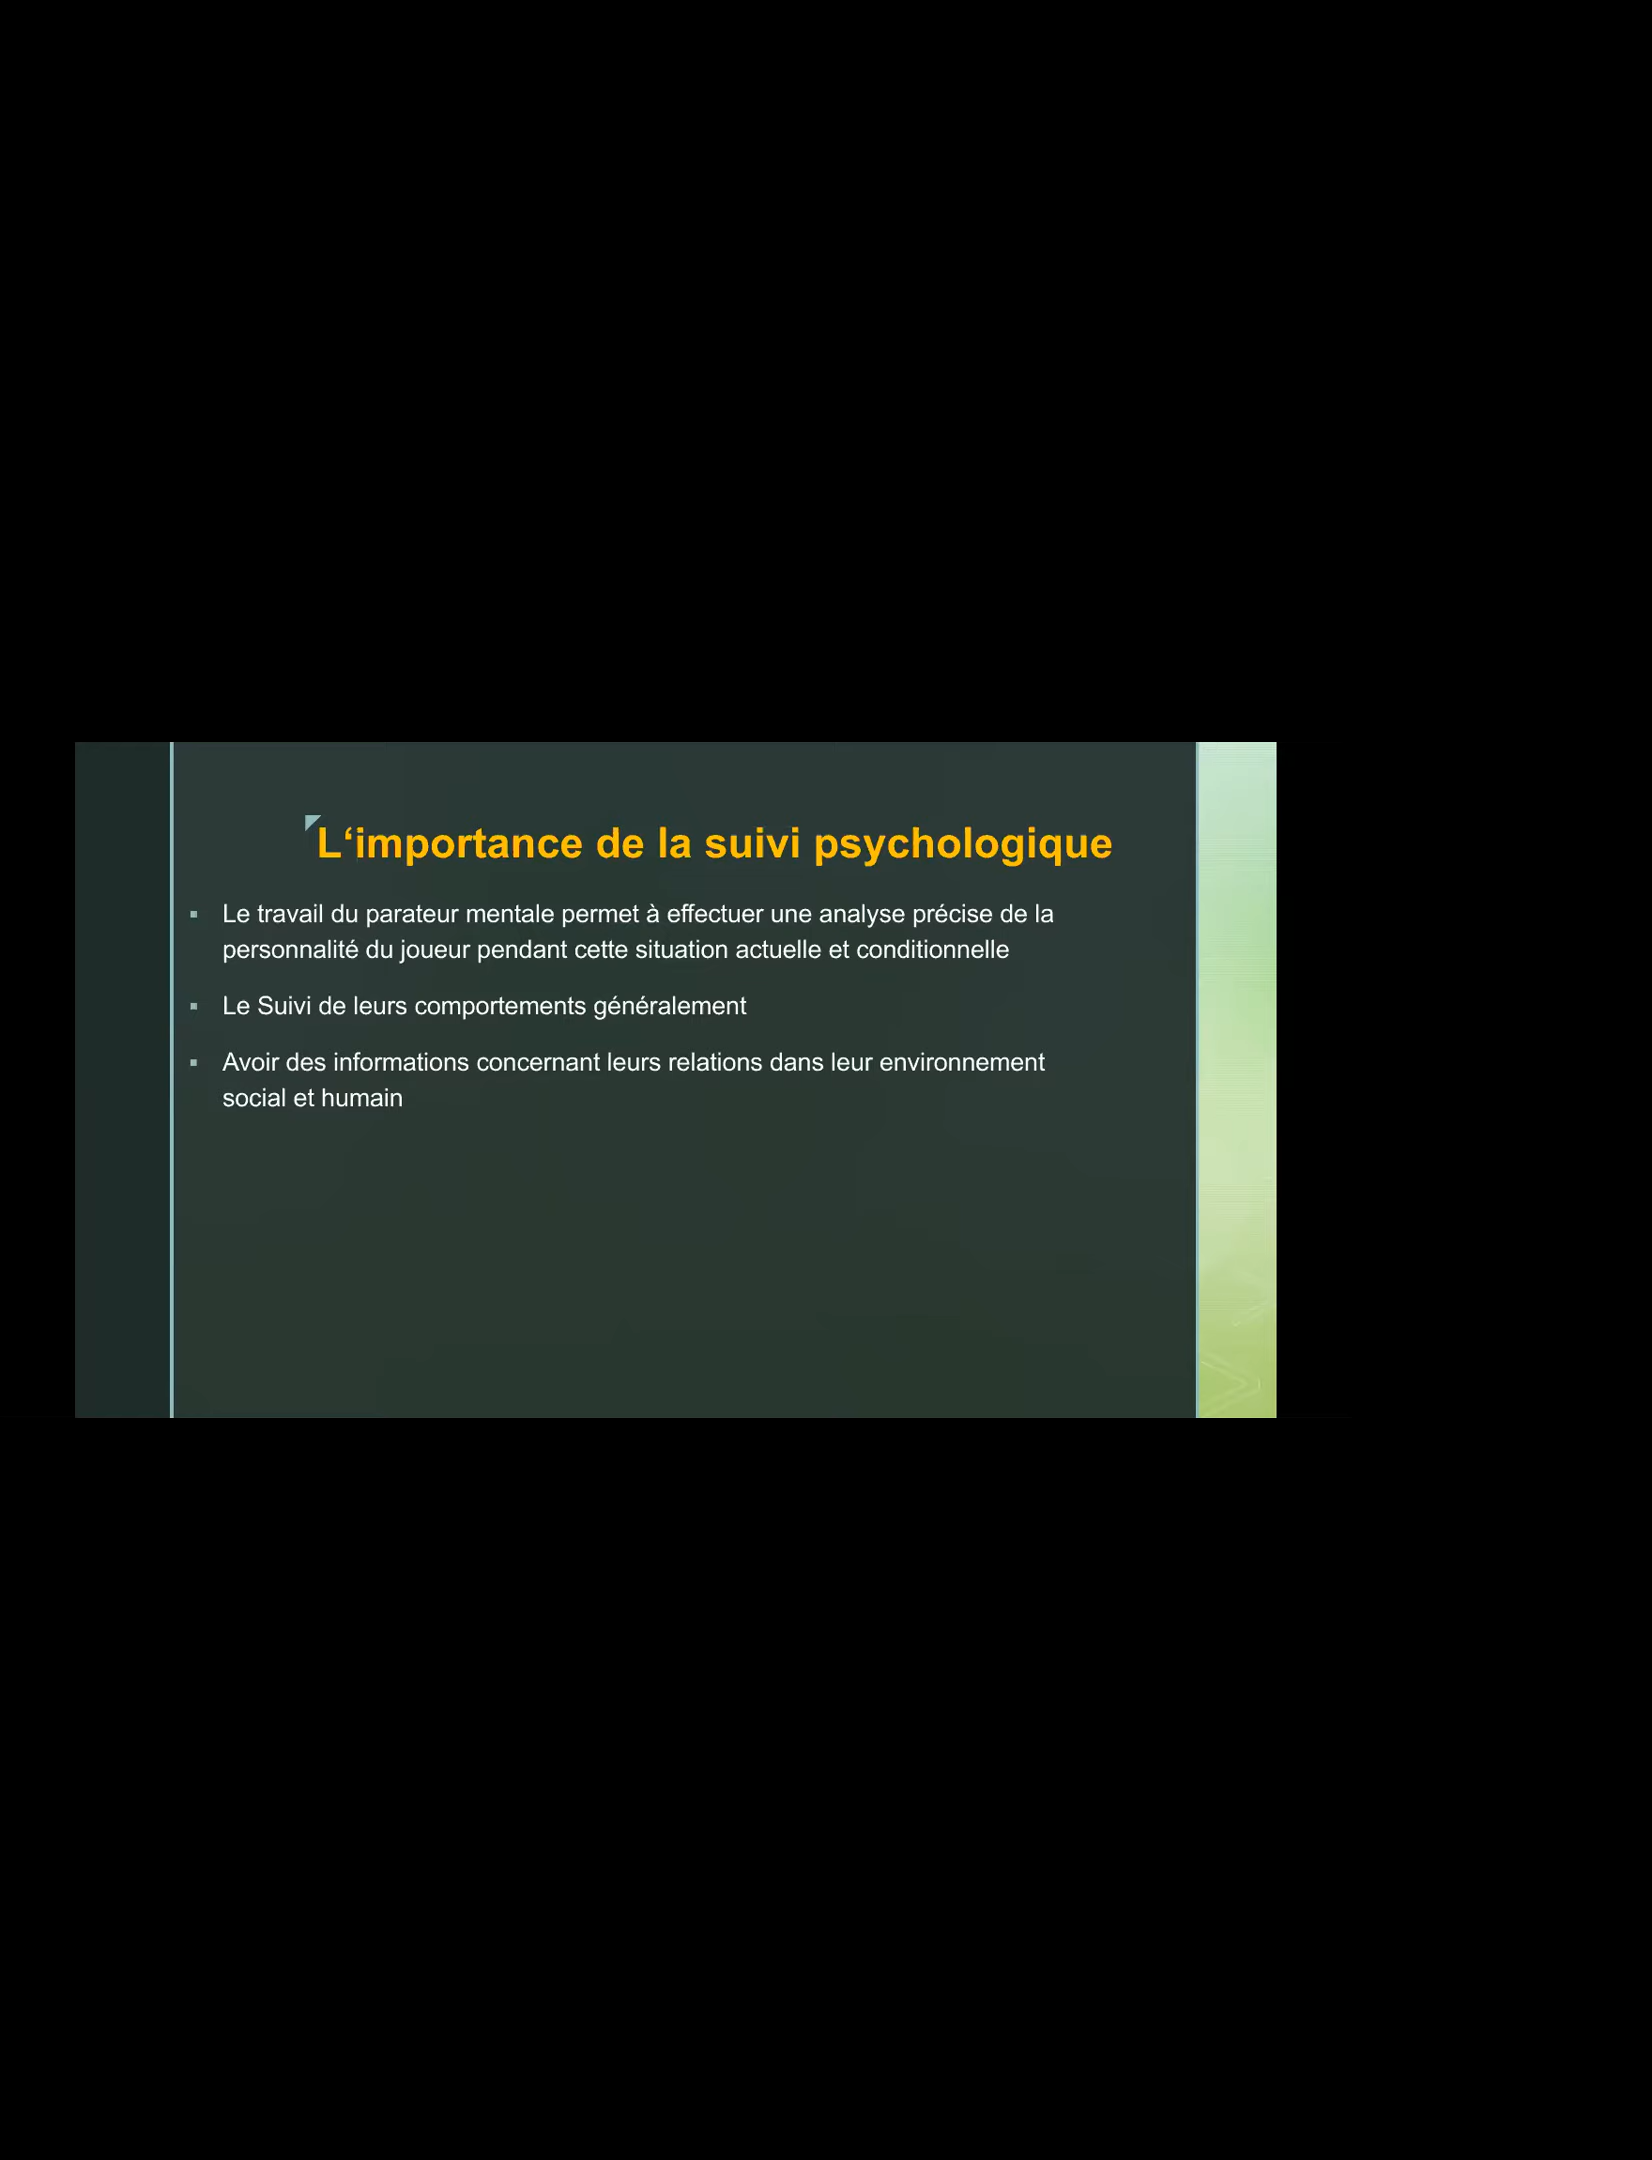 L‘importance de la suivi psychologique
Le travail du parateur mentale permet à effectuer une analyse précise de la
personnalité du joueur pendant cette situation actuelle et conditionnelle
Le Suivi de leurs comportements généralement
Avoir des informations concernant leurs relations dans leur environnement
social et humain